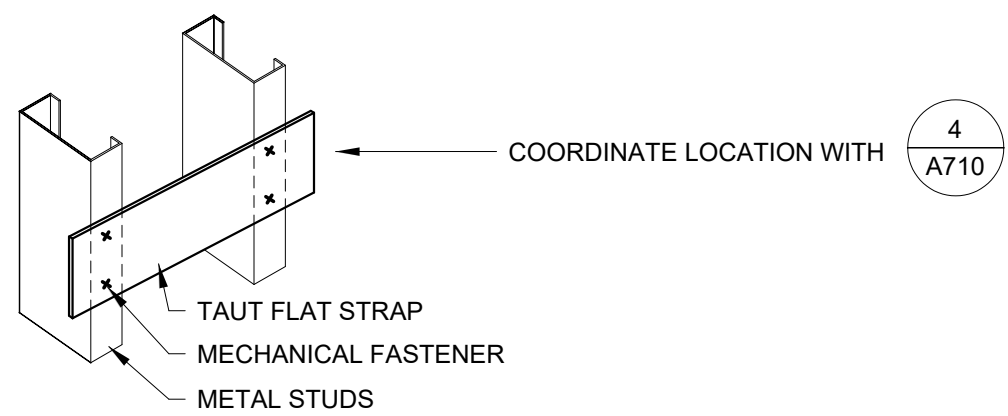 COORDINATE LOCATION WITH
4
A710
TAUT FLAT STRAP
MECHANICAL FASTENER
METAL STUDS